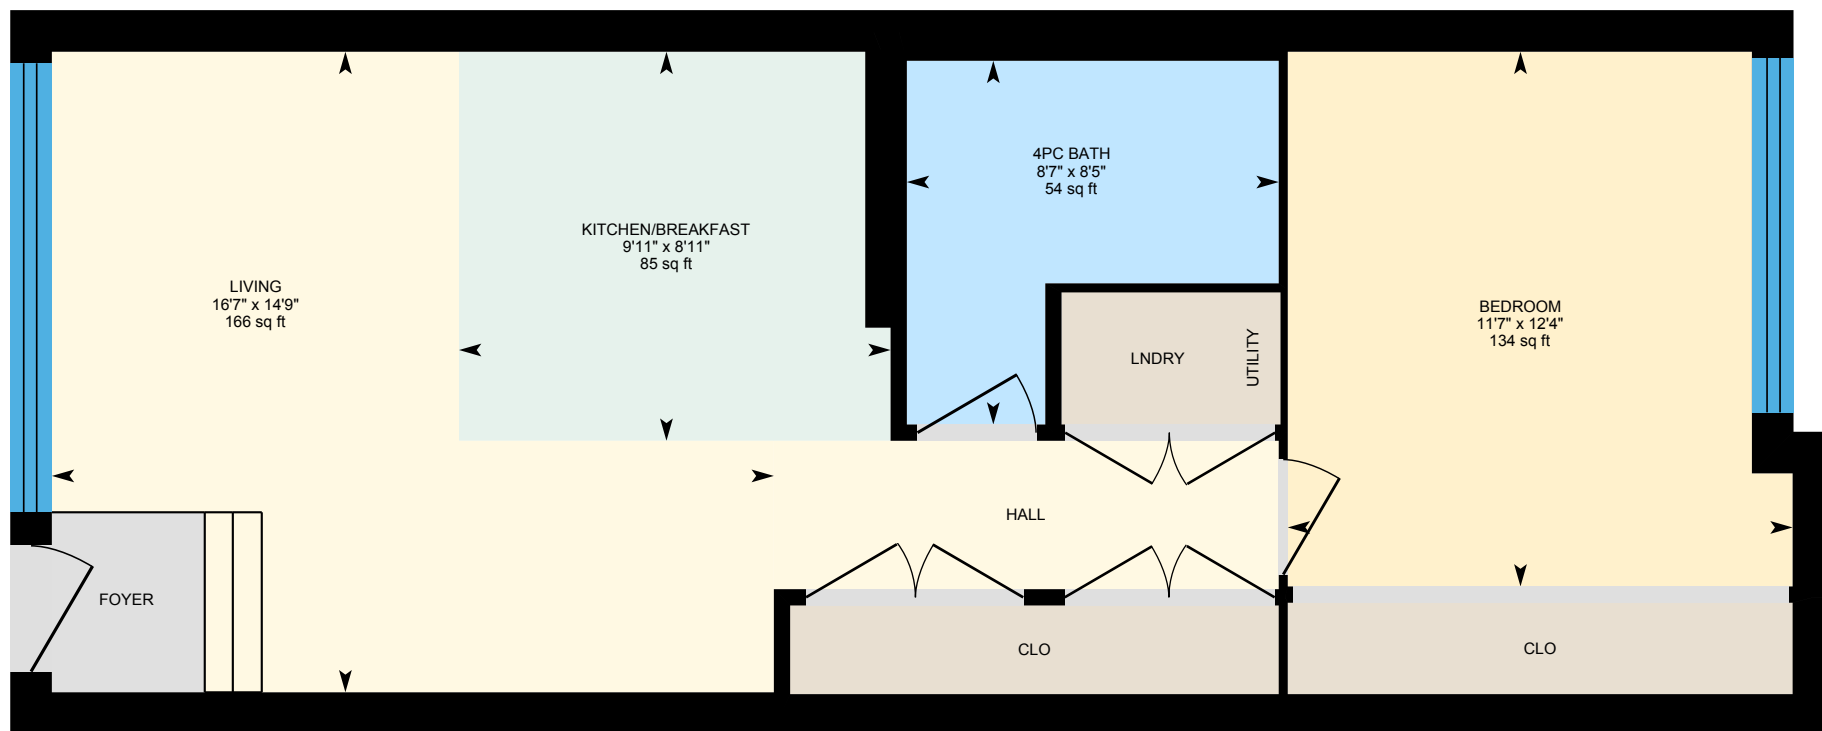 4PC BATH
8'7" x 8'5"
54 sq ft
KITCHEN/BREAKFAST
9'11" x 8'11"
85 sq ft
LIVING
16'7" x 14'9"
166 sq ft
BEDROOM
11'7" x 12'4"
134 sq ft
LNDRY
UTILITY
HALL
FOYER
CLO
CLO